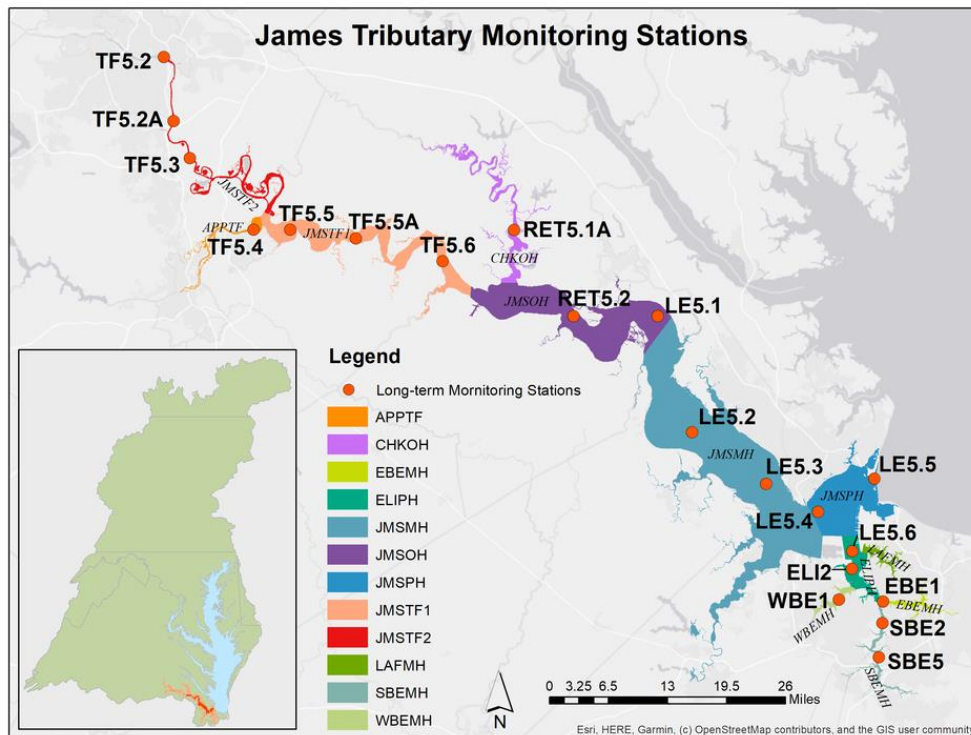 James Tributary Monitoring Stations
TF5.2
TF5.2A
TF5.3
JMSTF2
APPTF
TF5.4
TF5.5
JMSTF1
TF5.5A
TF5.6
RET5.1A
CHKOH
JMSOH
RET5.2
LE5.1
LE5.2
JMSMH
LE5.3
LE5.5
JMSPH
LE5.4
LE5.6
LAFMH
ELIPH
ELI2
WBE1
EBE1
EBEMH
WBEMH
SBE2
SBE5
SBEMH
Legend
Long-term Mornitoring Stations
APPTF
CHKOH
EBEMH
ELIPH
JMSMH
JMSOH
JMSPH
JMSTF1
JMSTF2
LAFMH
SBEMH
WBEMH
N
0 3.25 6.5 13 19.5 26
Miles
Esri, HERE, Garmin, (c) OpenStreetMap contributors, and the GIS user community